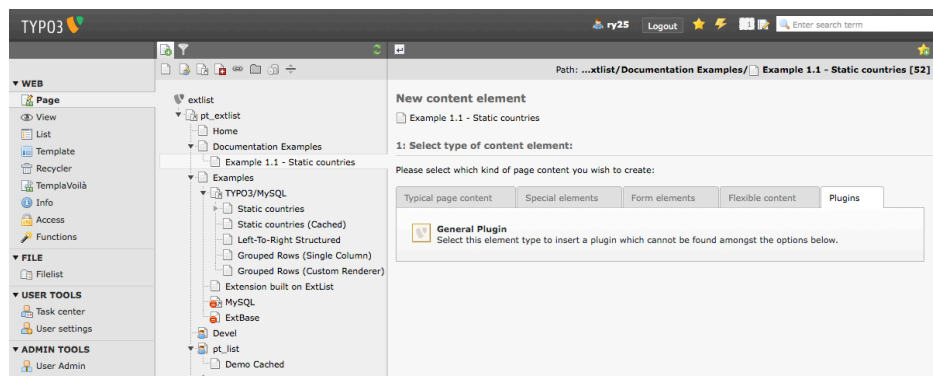 TYPO3
ry25
Logout
Enter search term
Path: ...xtlist/Documentation Examples/ Example 1.1 - Static countries [52]
WEB
Page
View
List
Template
Recycler
TemplaVoilà
Info
Access
Functions
FILE
Filelist
USER TOOLS
Task center
User settings
ADMIN TOOLS
User Admin
extlist
pt_extlist
Home
Documentation Examples
Example 1.1 - Static countries
Examples
TYPO3/MySQL
Static countries
Static countries (Cached)
Left-To-Right Structured
Grouped Rows (Single Column)
Grouped Rows (Custom Renderer)
Extension built on ExtList
MySQL
ExtBase
Devel
pt_list
Demo Cached
New content element
Example 1.1 - Static countries
1: Select type of content element:
Please select which kind of page content you wish to create:
Typical page content
Special elements
Form elements
Flexible content
Plugins
General Plugin
Select this element type to insert a plugin which cannot be found amongst the options below.